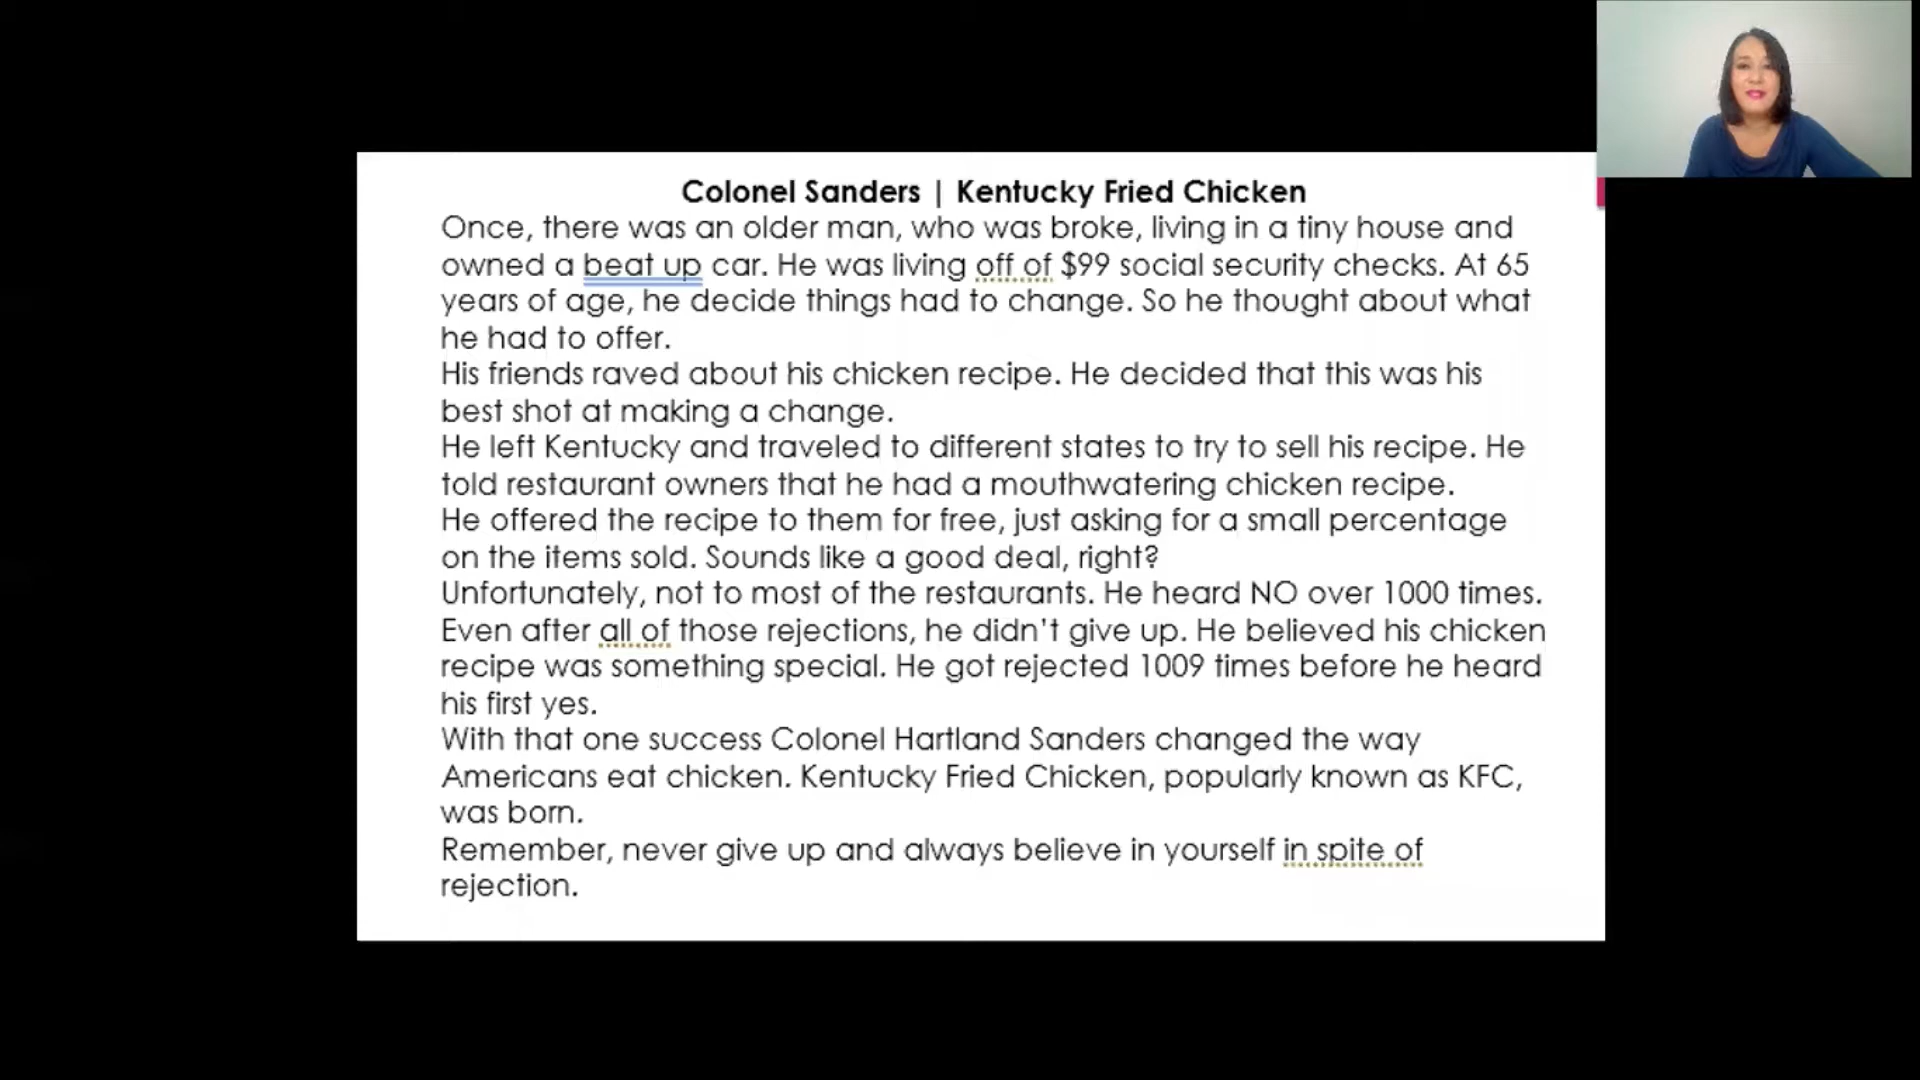 Colonel Sanders | Kentucky Fried Chicken
Once, there was an older man, who was broke, living in a tiny house and
owned a beat up car. He was living off of $99 social security checks. At 65
years of age, he decide things had to change. So he thought about what
he had to offer.
His friends raved about his chicken recipe. He decided that this was his
best shot at making a change.
He left Kentucky and traveled to different states to try to sell his recipe. He
told restaurant owners that he had a mouthwatering chicken recipe.
He offered the recipe to them for free, just asking for a small percentage
on the items sold. Sounds like a good deal, right?
Unfortunately, not to most of the restaurants. He heard NO over 1000 times.
Even after all of those rejections, he didn't give up. He believed his chicken
recipe was something special. He got rejected 1009 times before he heard
his first yes.
With that one success Colonel Hartland Sanders changed the way
Americans eat chicken. Kentucky Fried Chicken, popularly known as KFC,
was born.
Remember, never give up and always believe in yourself in spite of
rejection.